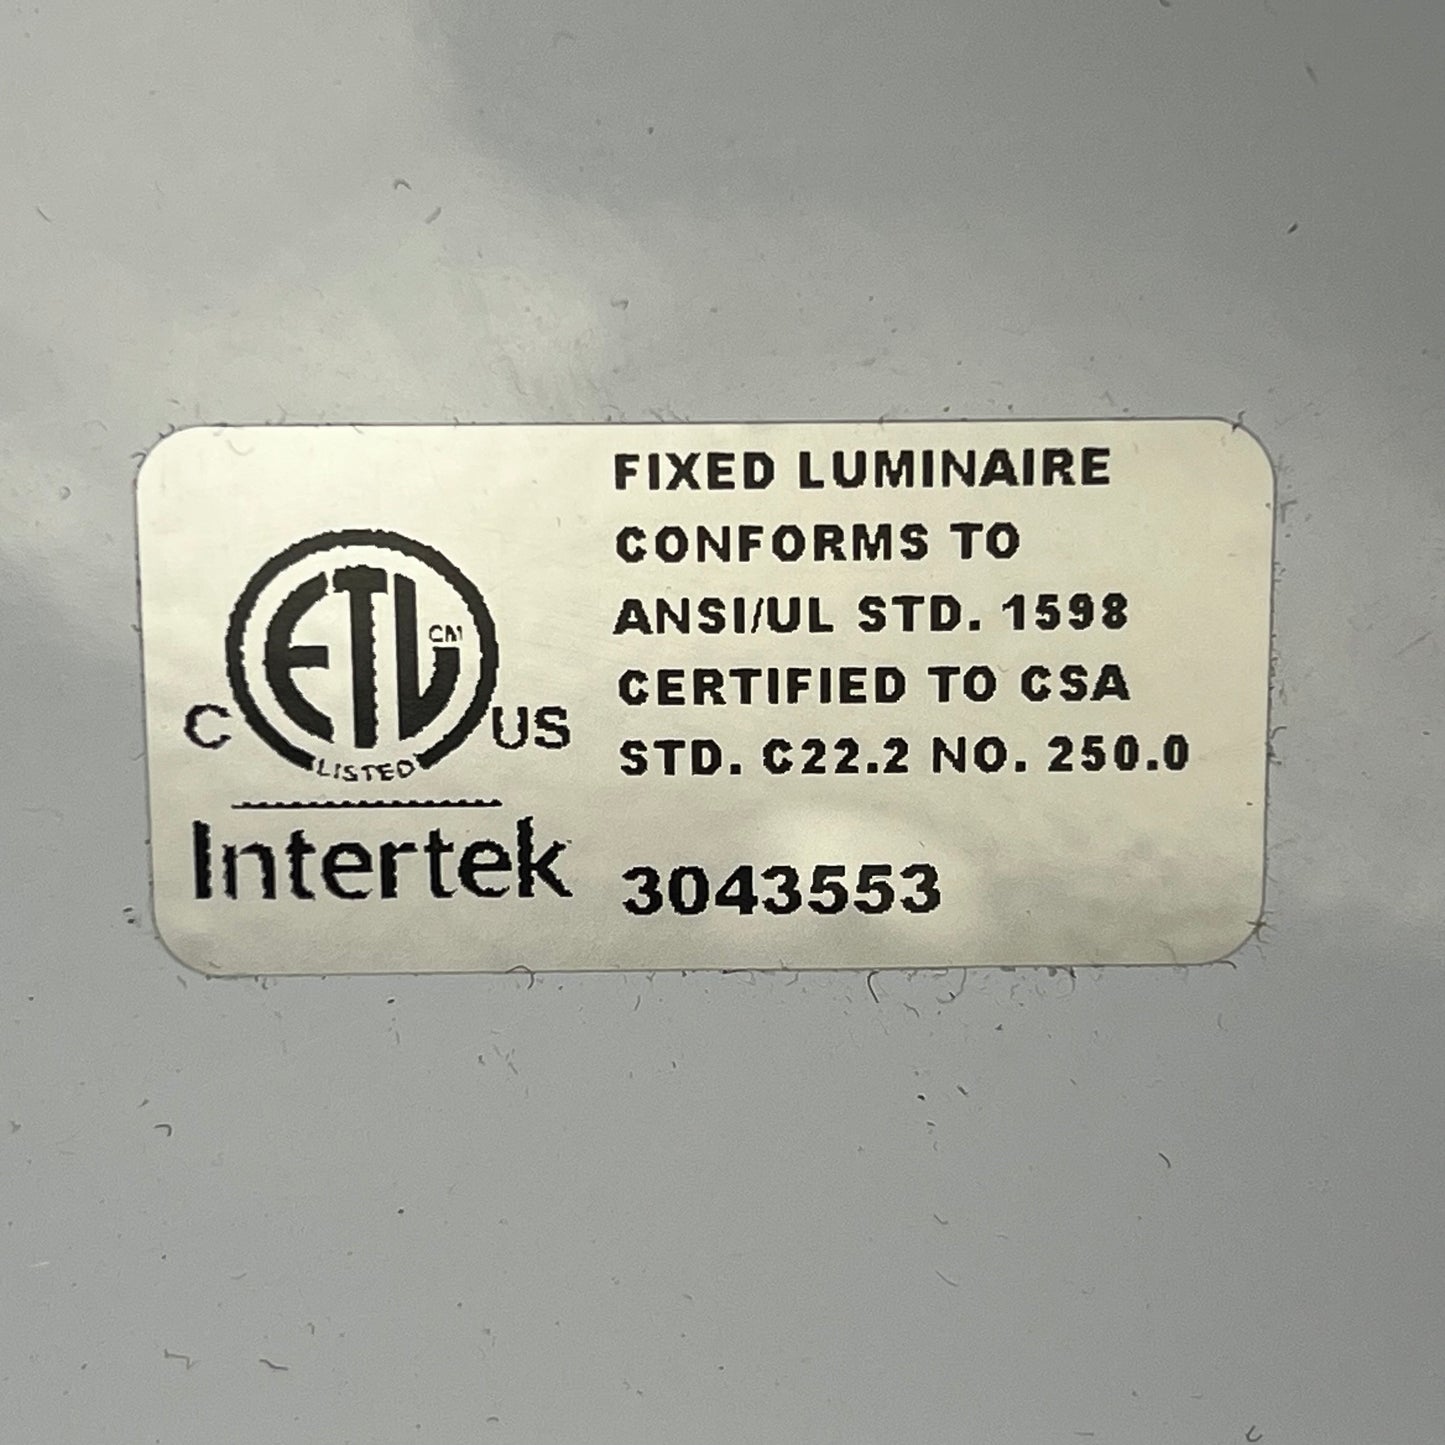 C ETL CM US
LISTED
Intertek
FIXED LUMINAIRE
CONFORMS TO
ANSI/UL STD. 1598
CERTIFIED TO CSA
STD. C22.2 NO. 250.0
3043553